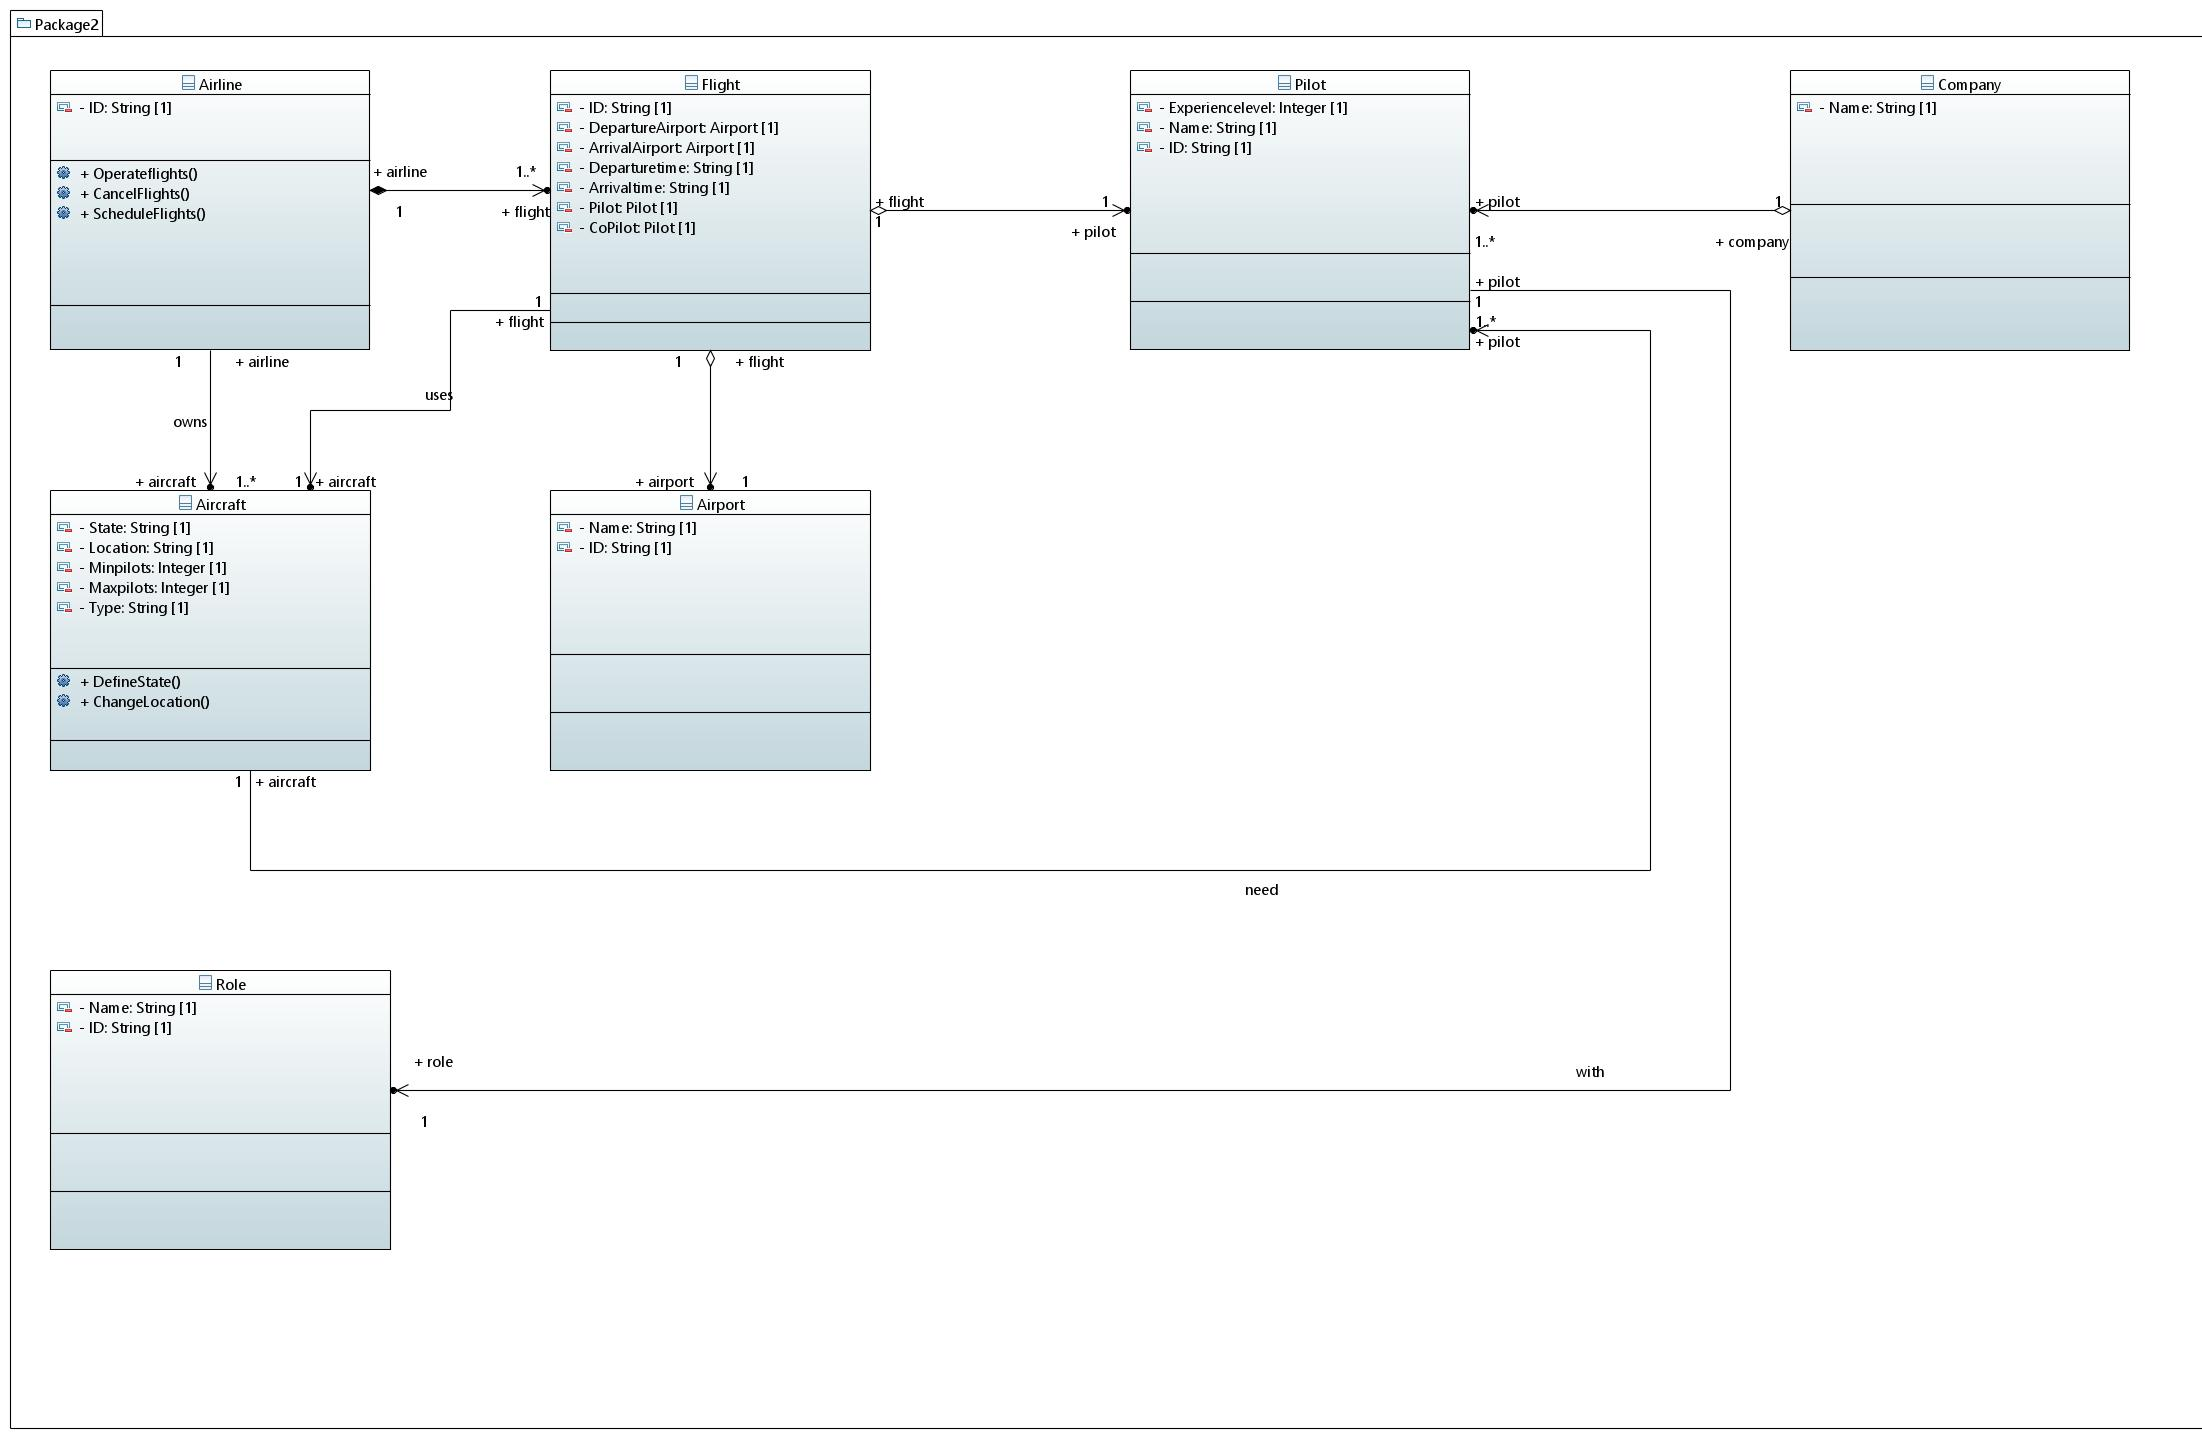 Package2
Airline
- ID: String [1]
+ Operateflights()
+ CancelFlights()
+ ScheduleFlights()
+ airline
1
1..*
+ flight
Flight
- ID: String [1]
- DepartureAirport: Airport [1]
- ArrivalAirport: Airport [1]
- Departuretime: String [1]
- Arrivaltime: String [1]
- Pilot: Pilot [1]
- CoPilot: Pilot [1]
+ flight
1
1
+ pilot
Pilot
- Experiencelevel: Integer [1]
- Name: String [1]
- ID: String [1]
+ pilot
1..*
1
+ company
Company
- Name: String [1]
+ pilot
1
1..*
+ pilot
1
+ flight
uses
1
+ airline
owns
+ aircraft
1..*
1
+ aircraft
1
+ flight
+ airport
1
Aircraft
- State: String [1]
- Location: String [1]
- Minpilots: Integer [1]
- Maxpilots: Integer [1]
- Type: String [1]
+ DefineState()
+ ChangeLocation()
Airport
- Name: String [1]
- ID: String [1]
1
+ aircraft
need
Role
- Name: String [1]
- ID: String [1]
+ role
1
with